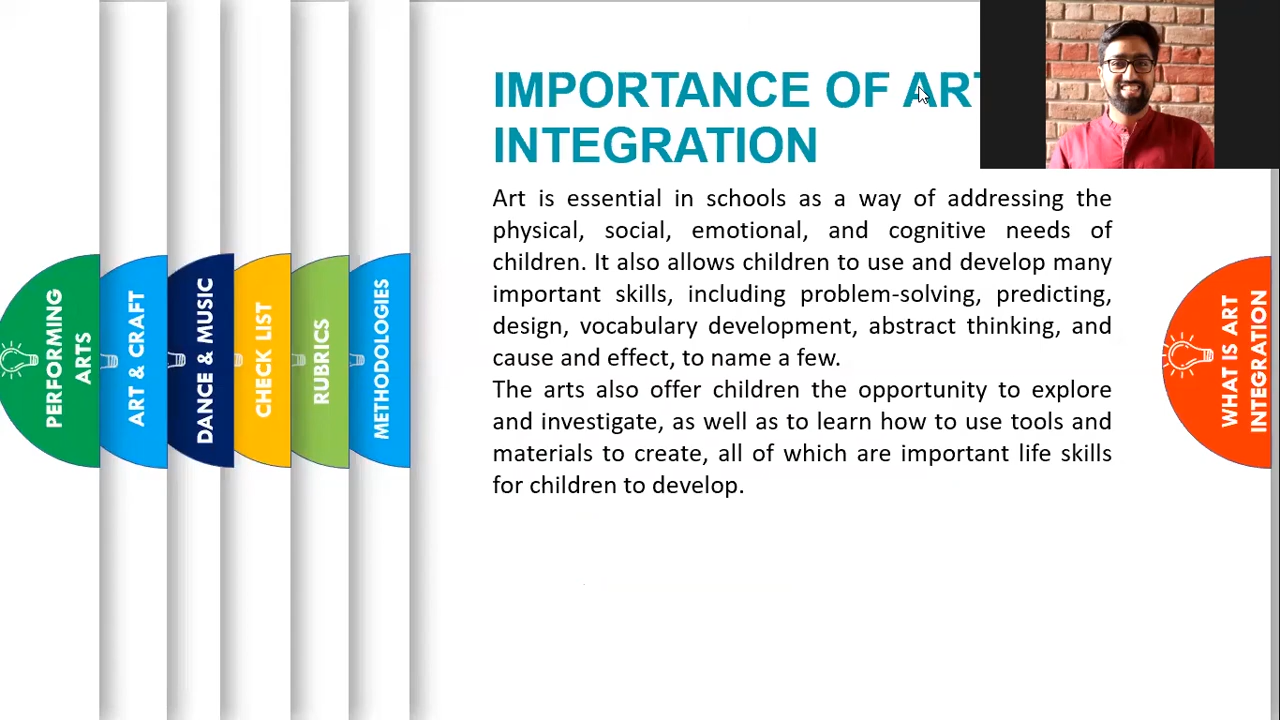 IMPORTANCE OF ART
INTEGRATION
Art is essential in schools as a way of addressing the
physical, social, emotional, and cognitive needs of
children. It also allows children to use and develop many
important skills, including problem-solving, predicting,
design, vocabulary development, abstract thinking, and
cause and effect, to name a few.
The arts also offer children the opportunity to explore
and investigate, as well as to learn how to use tools and
materials to create, all of which are important life skills
for children to develop.
PERFORMING
ARTS
ART & CRAFT
DANCE & MUSIC
CHECK LIST
RUBRICS
METHODOLOGIES
WHAT IS ART
INTEGRATION